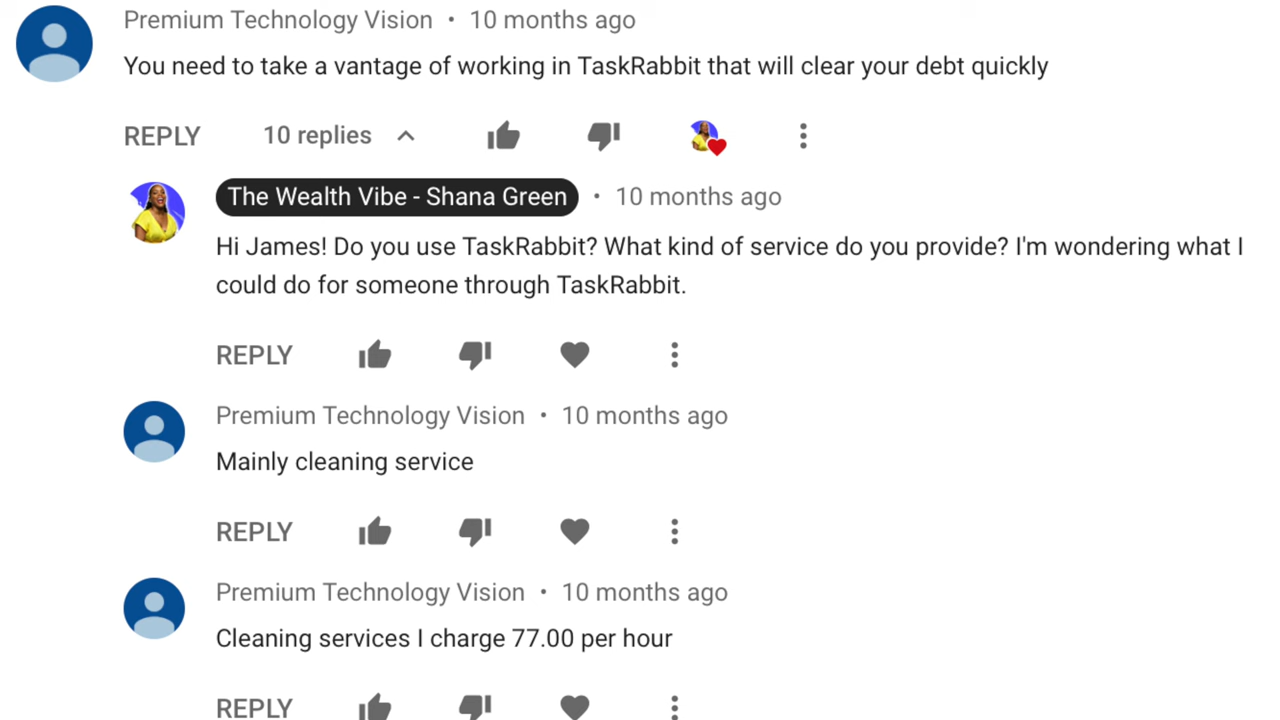 Premium Technology Vision • 10 months ago
You need to take a vantage of working in TaskRabbit that will clear your debt quickly
REPLY 10 replies
The Wealth Vibe - Shana Green • 10 months ago
Hi James! Do you use TaskRabbit? What kind of service do you provide? I'm wondering what I
could do for someone through TaskRabbit.
REPLY
Premium Technology Vision • 10 months ago
Mainly cleaning service
REPLY
Premium Technology Vision • 10 months ago
Cleaning services I charge 77.00 per hour
REPLY